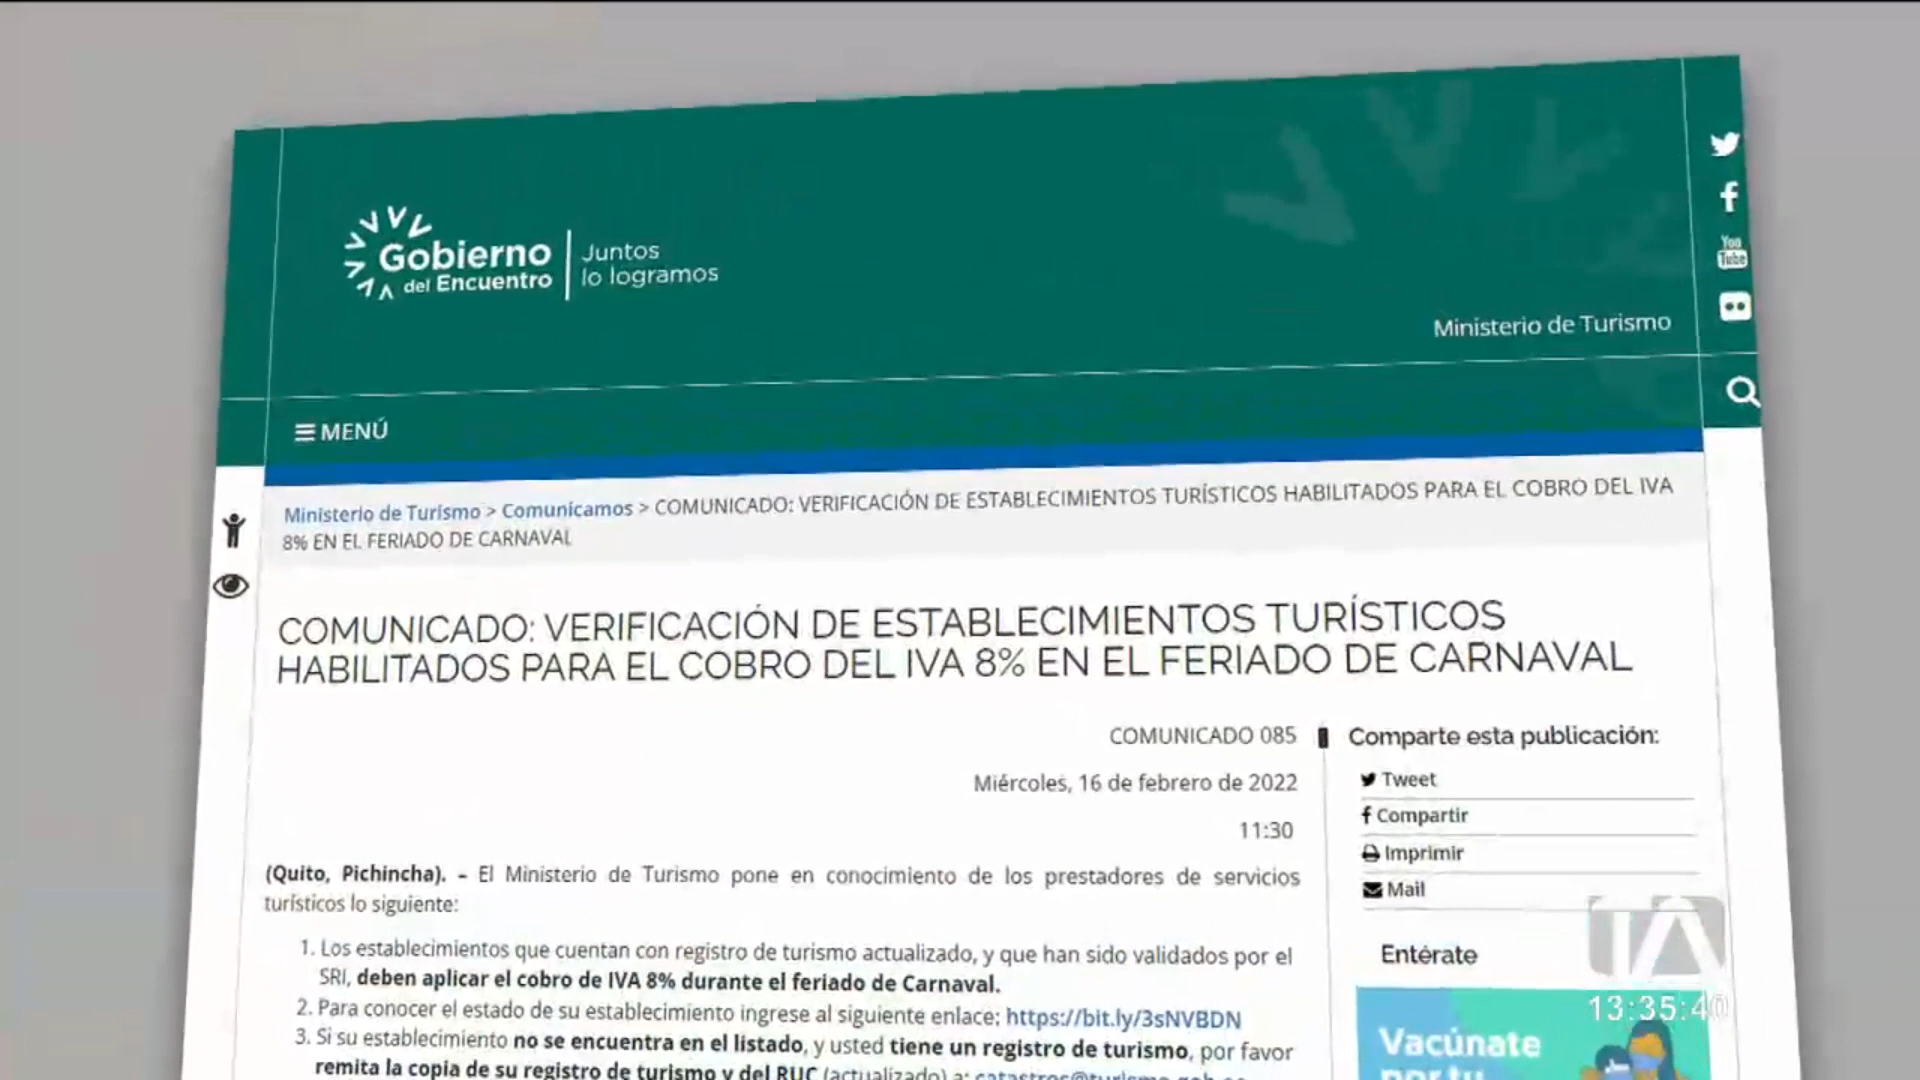 Gobierno
del Encuentro
Juntos
lo logramos
You
Tube
Ministerio de Turismo
MENÚ
Ministerio de Turismo > Comunicamos > COMUNICADO: VERIFICACIÓN DE ESTABLECIMIENTOS TURÍSTICOS HABILITADOS PARA EL COBRO DEL IVA
8% EN EL FERIADO DE CARNAVAL
COMUNICADO: VERIFICACIÓN DE ESTABLECIMIENTOS TURÍSTICOS
HABILITADOS PARA EL COBRO DEL IVA 8% EN EL FERIADO DE CARNAVAL
COMUNICADO 085
Miércoles, 16 de febrero de 2022
11:30
(Quito, Pichincha). – El Ministerio de Turismo pone en conocimiento de los prestadores de servicios
turísticos lo siguiente:
1. Los establecimientos que cuentan con registro de turismo actualizado, y que han sido validados por el
SRI, deben aplicar el cobro de IVA 8% durante el feriado de Carnaval.
2. Para conocer el estado de su establecimiento ingrese al siguiente enlace: https://bit.ly/3sNVBDN
3. Si su establecimiento no se encuentra en el listado, y usted tiene un registro de turismo, por favor
remita la copia de su registro de turismo y del RUC (actualizado) a:
Comparte esta publicación:
Tweet
Compartir
Imprimir
Mail
Entérate
TA
13:35:40
Vacúnate
por tu